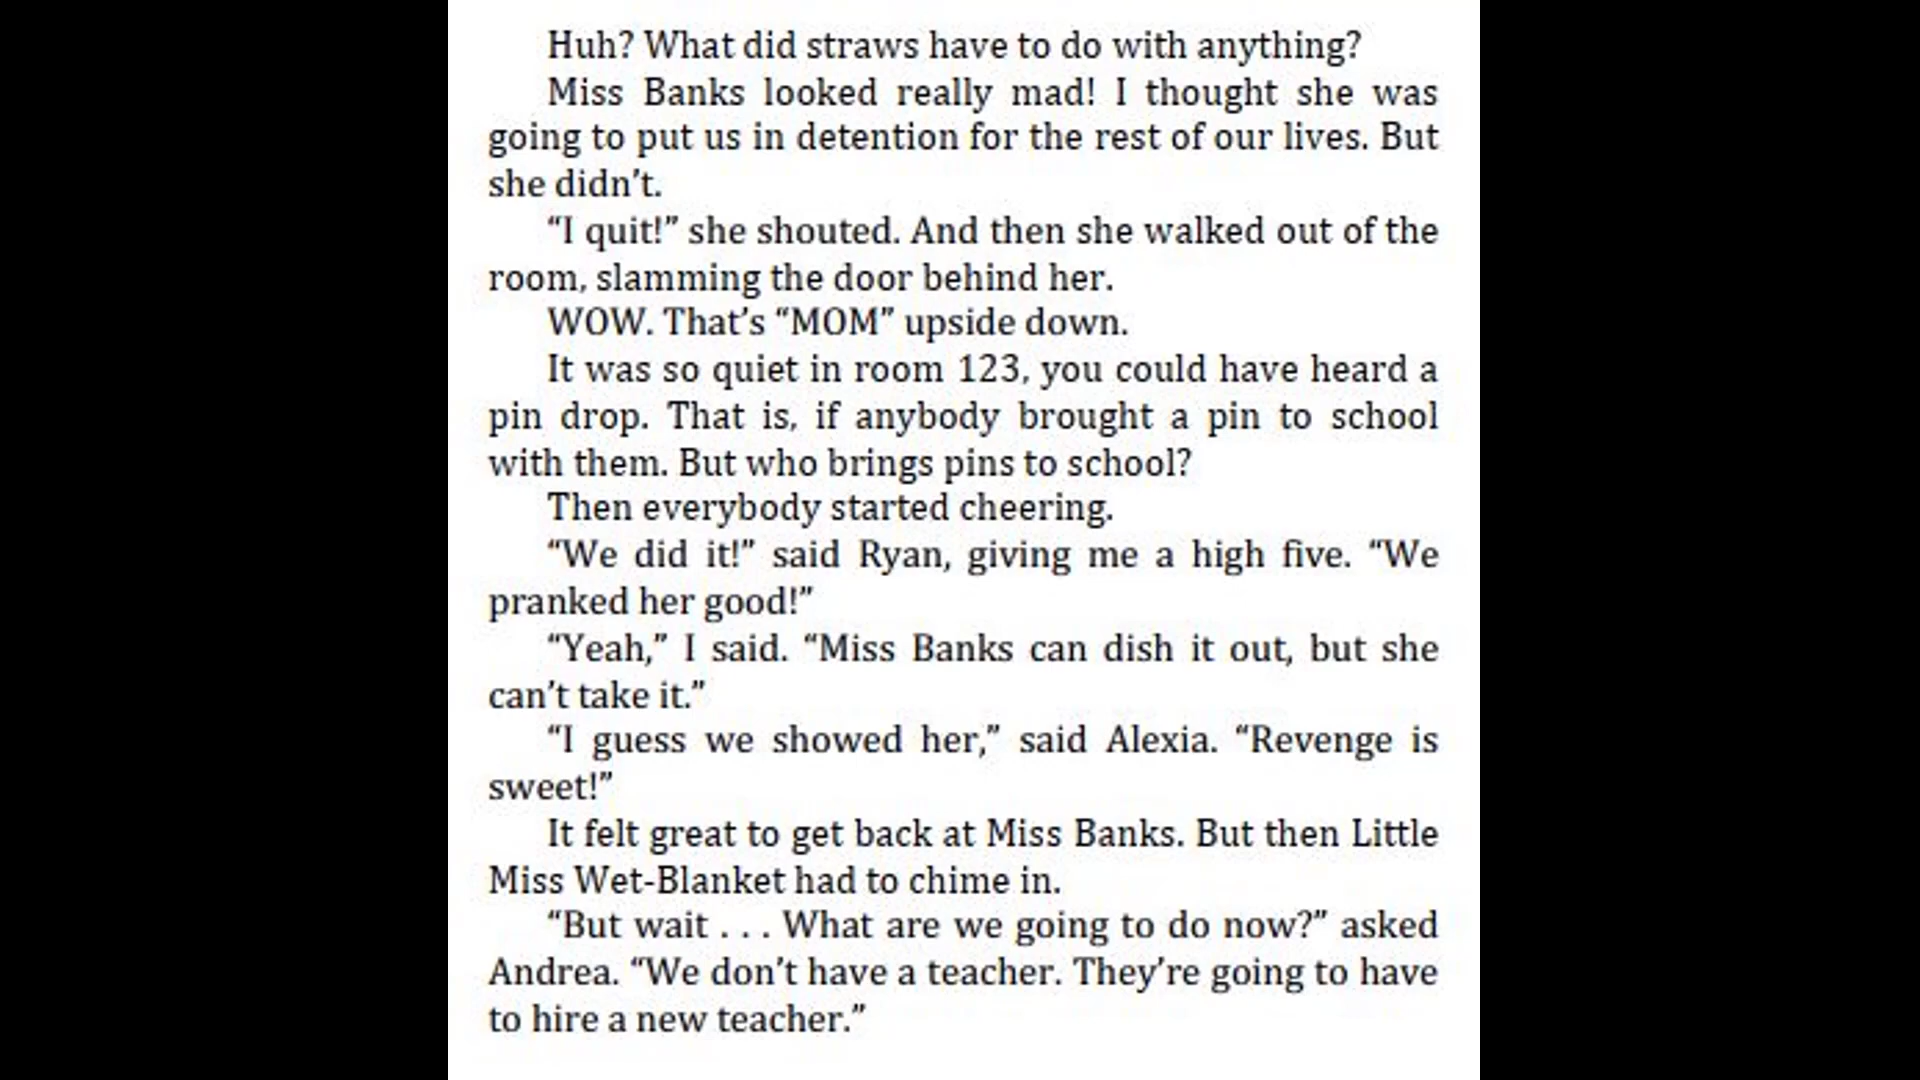 Huh? What did straws have to do with anything?
Miss Banks looked really mad! I thought she was
going to put us in detention for the rest of our lives. But
she didn’t.
“I quit!” she shouted. And then she walked out of the
room, slamming the door behind her.
WOW. That’s “MOM” upside down.
It was so quiet in room 123, you could have heard a
pin drop. That is, if anybody brought a pin to school
with them. But who brings pins to school?
Then everybody started cheering.
“We did it!” said Ryan, giving me a high five. “We
pranked her good!”
“Yeah,” I said. “Miss Banks can dish it out, but she
can’t take it.”
“I guess we showed her,” said Alexia. “Revenge is
sweet!”
It felt great to get back at Miss Banks. But then Little
Miss Wet-Blanket had to chime in.
“But wait . . . What are we going to do now?” asked
Andrea. “We don’t have a teacher. They’re going to have
to hire a new teacher.”